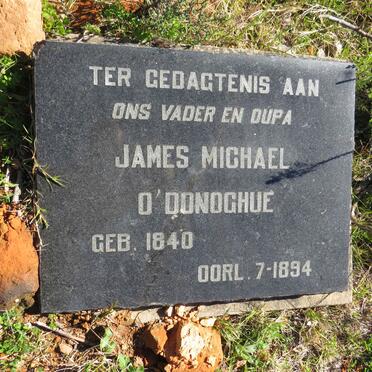 TER GEDAGTENIS AAN
ONS VADER EN OUPA
JAMES MICHAEL
O'DONOGHUE
GEB. 1840
OORL. 7-1894